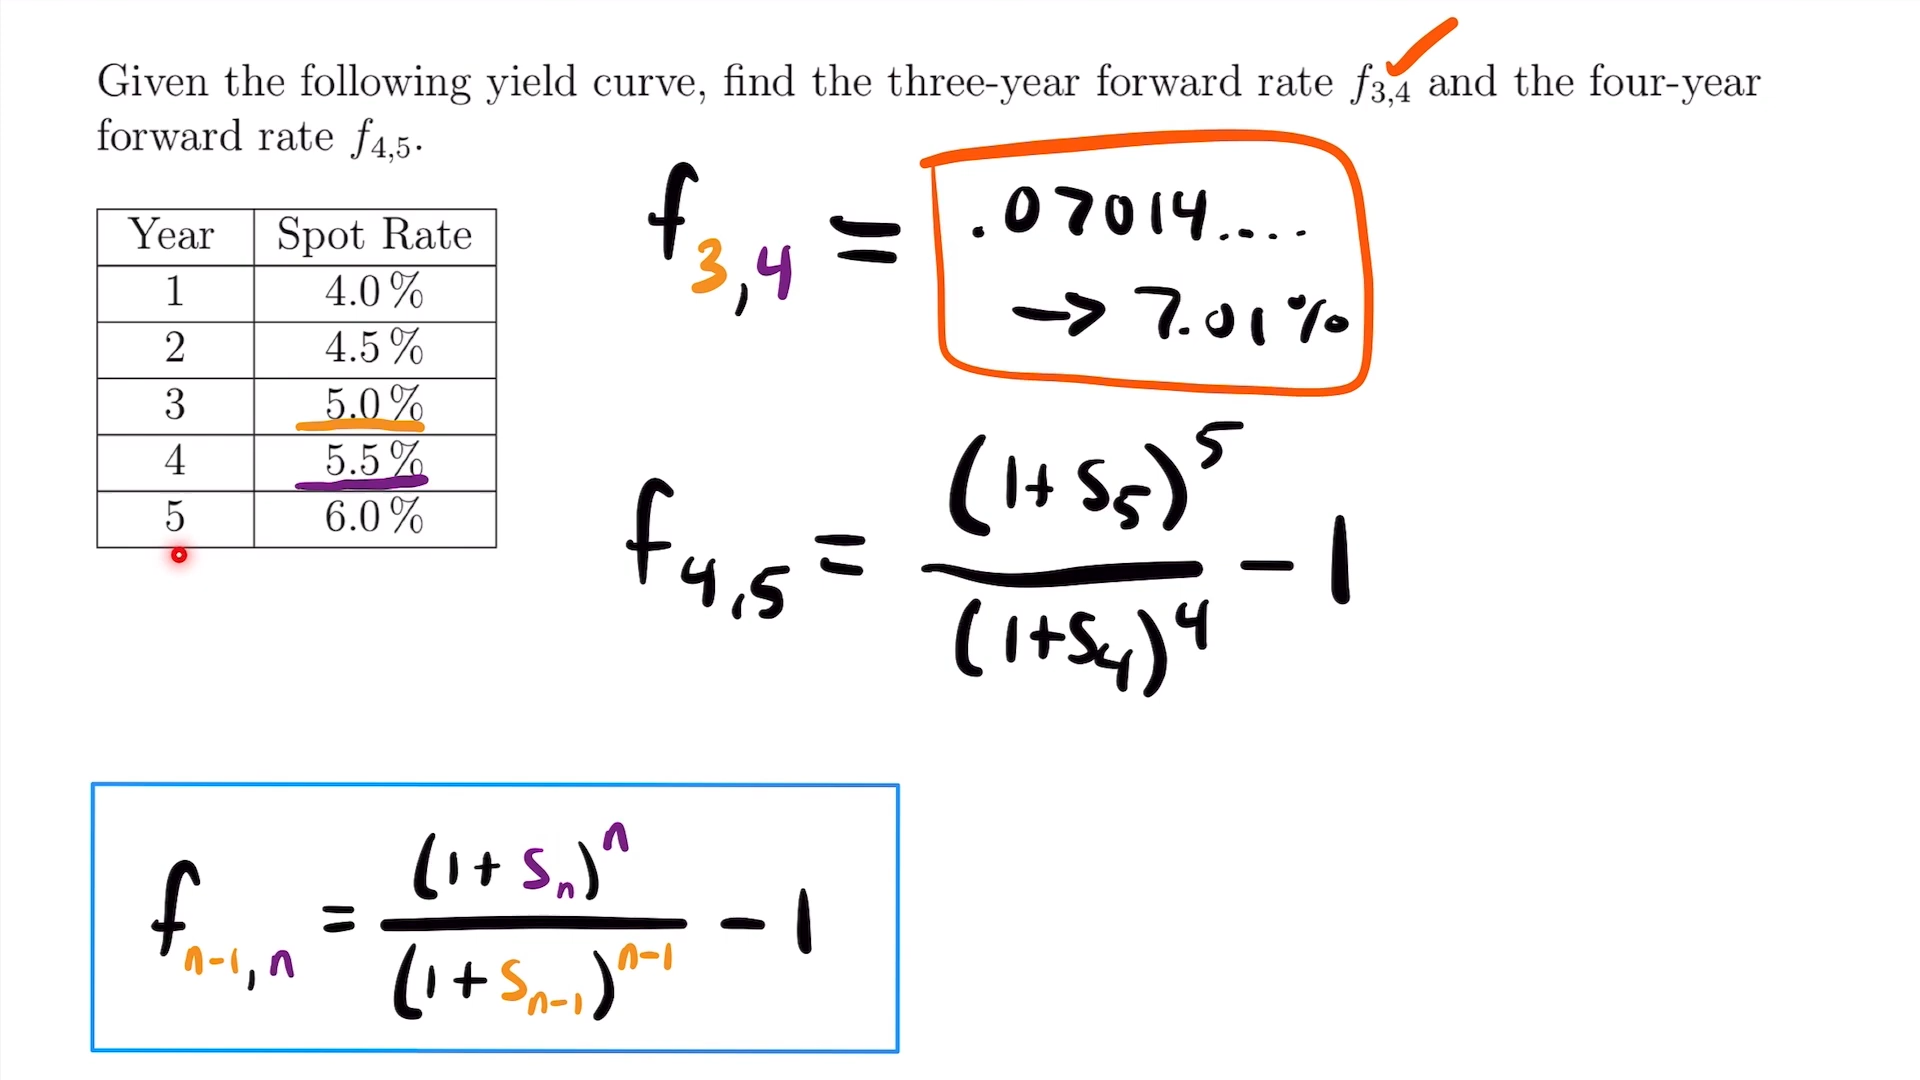 Given the following yield curve, find the three-year forward rate f₃,₄ and the four-year
forward rate f₄,₅.
Year Spot Rate
1 4.0 %
2 4.5 %
3 5.0 %
4 5.5 %
5 6.0 %
f₃,₄ = .07014....
→ 7.01%
f₄,₅ = (1+S₅)⁵ / (1+S₄)⁴ − 1
fₙ₋₁,ₙ = (1+Sₙ)ⁿ / (1+Sₙ₋₁)ⁿ⁻¹ − 1